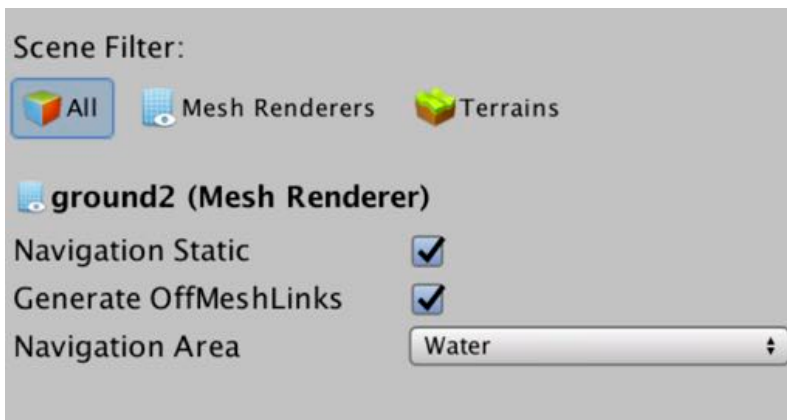 Scene Filter:
All Mesh Renderers Terrains
ground2 (Mesh Renderer)
Navigation Static
Generate OffMeshLinks
Navigation Area Water